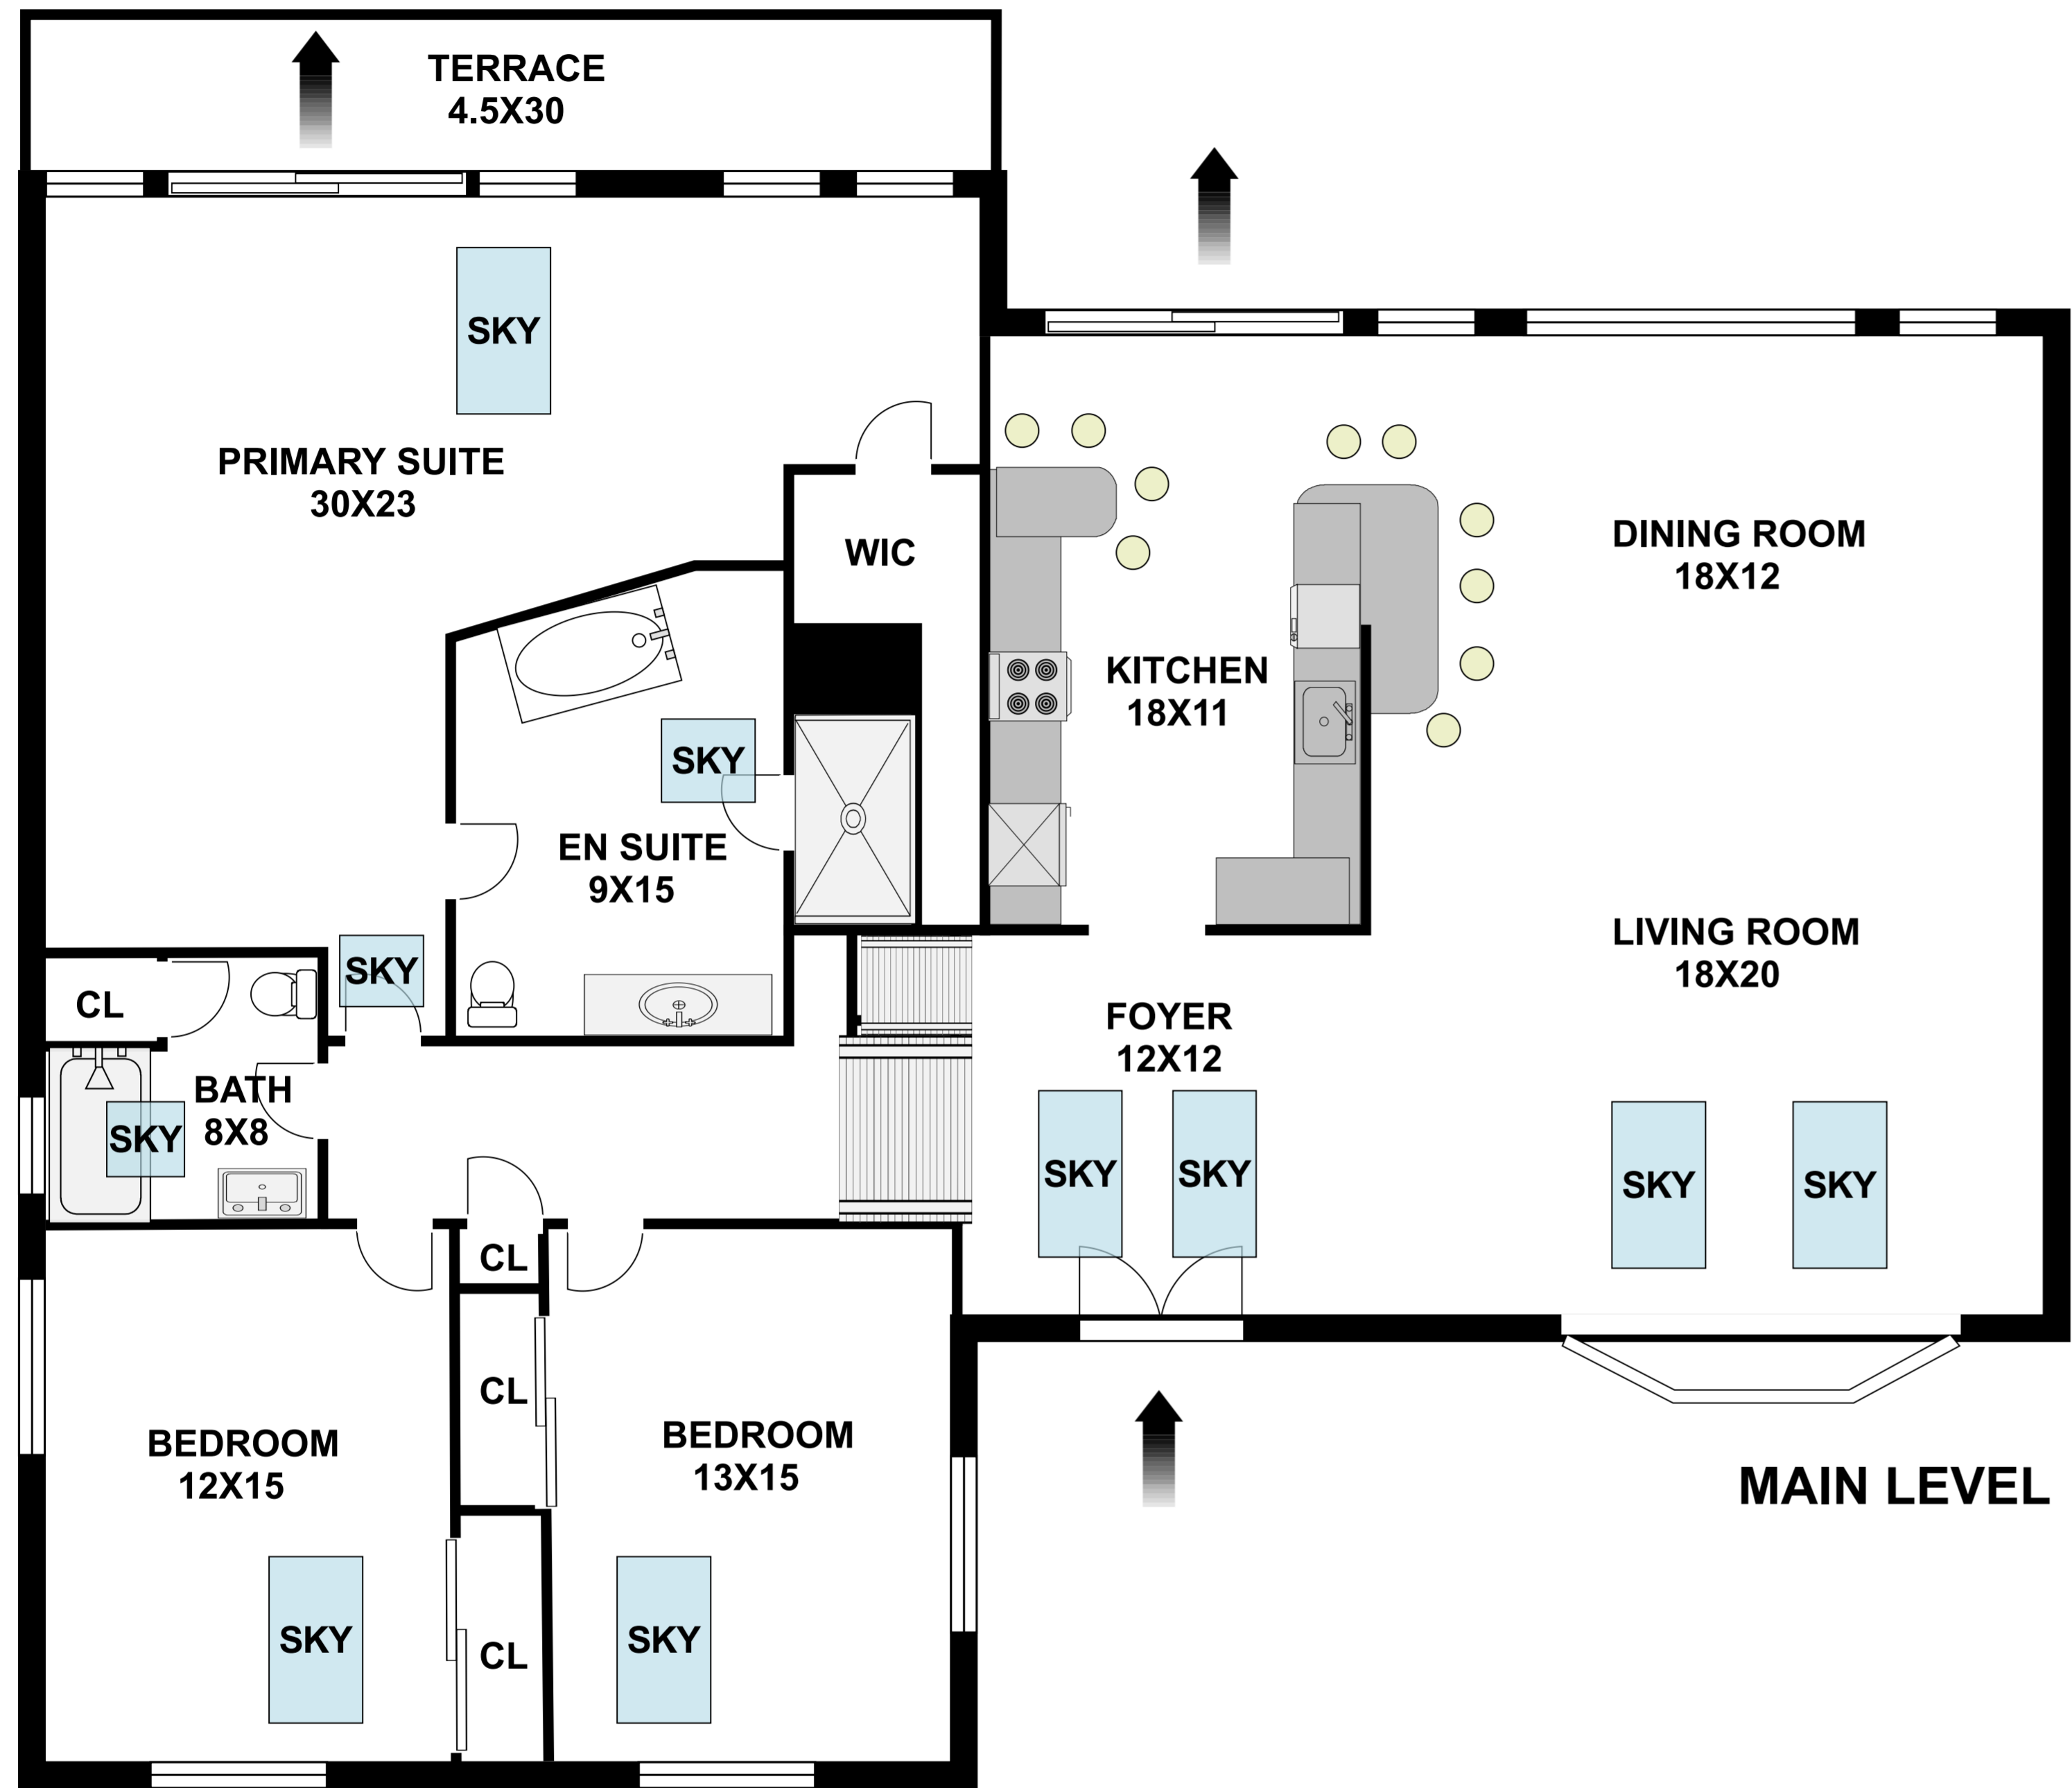 TERRACE
4.5X30
SKY
PRIMARY SUITE
30X23
WIC
DINING ROOM
18X12
KITCHEN
18X11
SKY
EN SUITE
9X15
LIVING ROOM
18X20
SKY
CL
FOYER
12X12
BATH
8X8
SKY
SKY
SKY
SKY
SKY
CL
CL
BEDROOM
12X15
BEDROOM
13X15
MAIN LEVEL
SKY
SKY
CL